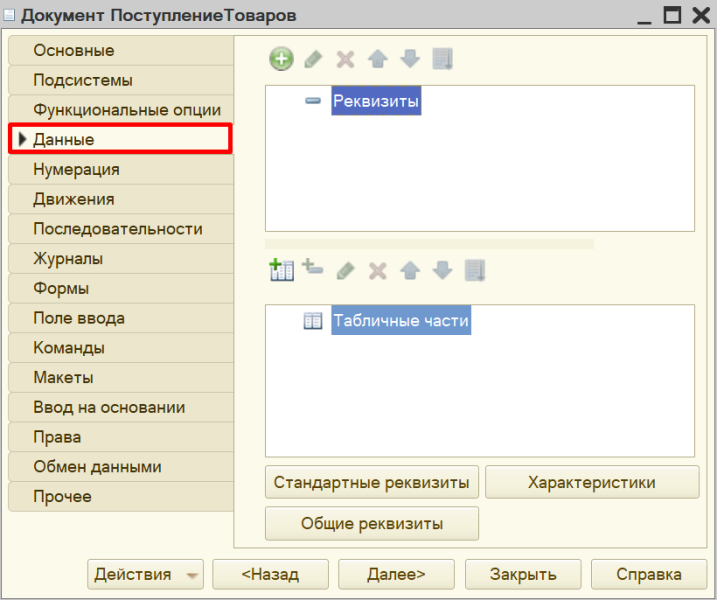 Документ ПоступлениеТоваров
Основные
Подсистемы
Функциональные опции
Данные
Нумерация
Движения
Последовательности
Журналы
Формы
Поле ввода
Команды
Макеты
Ввод на основании
Права
Обмен данными
Прочее
Реквизиты
Табличные части
Стандартные реквизиты
Характеристики
Общие реквизиты
Действия
<Назад
Далее>
Закрыть
Справка